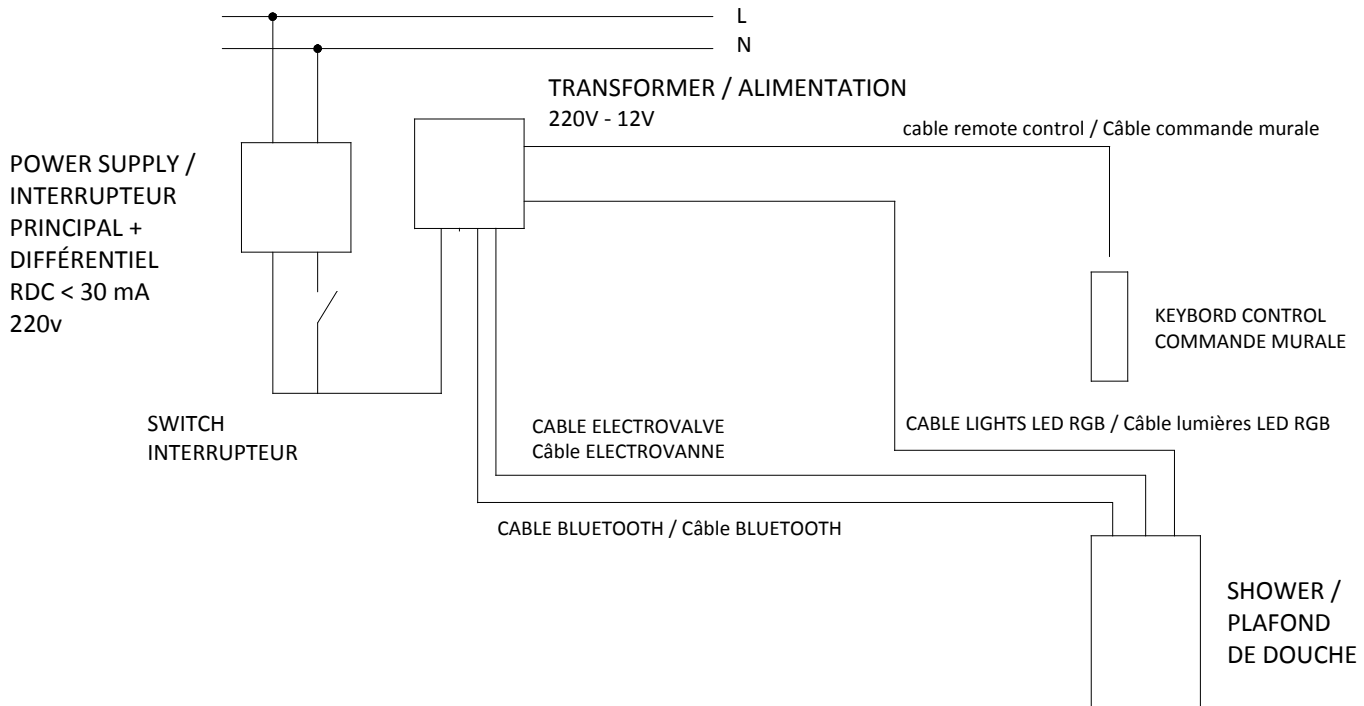 L
N
TRANSFORMER / ALIMENTATION
220V - 12V
cable remote control / Câble commande murale
POWER SUPPLY /
INTERRUPTEUR
PRINCIPAL +
DIFFÉRENTIEL
RDC < 30 mA
220v
KEYBORD CONTROL
COMMANDE MURALE
SWITCH
INTERRUPTEUR
CABLE ELECTROVALVE
Câble ELECTROVANNE
CABLE LIGHTS LED RGB / Câble lumières LED RGB
CABLE BLUETOOTH / Câble BLUETOOTH
SHOWER /
PLAFOND
DE DOUCHE